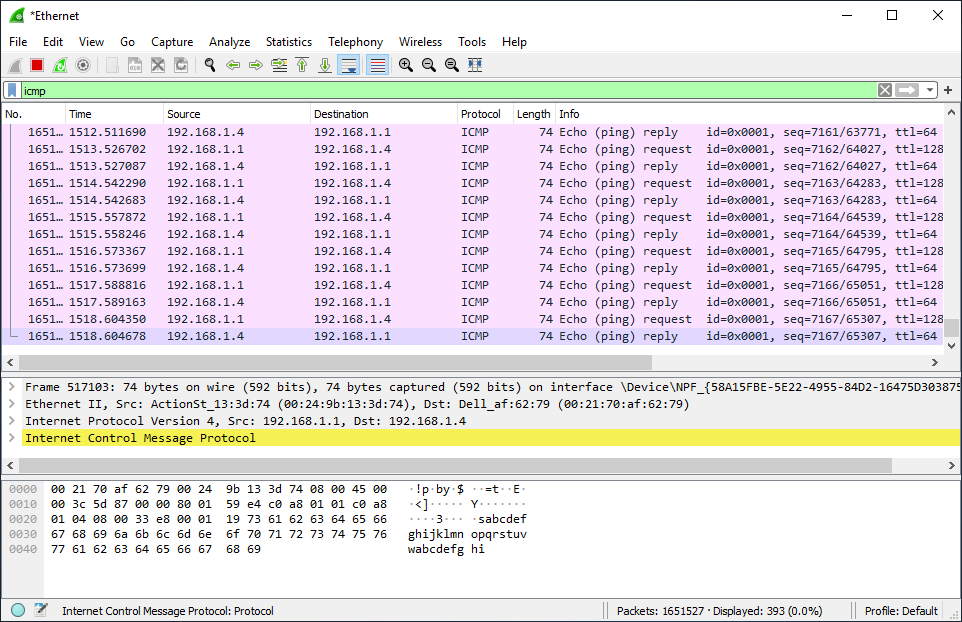 *Ethernet
File Edit View Go Capture Analyze Statistics Telephony Wireless Tools Help
icmp
No. Time Source Destination Protocol Length Info
1651… 1512.511690 192.168.1.4 192.168.1.1 ICMP 74 Echo (ping) reply id=0x0001, seq=7161/63771, ttl=64
1651… 1513.526702 192.168.1.1 192.168.1.4 ICMP 74 Echo (ping) request id=0x0001, seq=7162/64027, ttl=128
1651… 1513.527087 192.168.1.4 192.168.1.1 ICMP 74 Echo (ping) reply id=0x0001, seq=7162/64027, ttl=64
1651… 1514.542290 192.168.1.1 192.168.1.4 ICMP 74 Echo (ping) request id=0x0001, seq=7163/64283, ttl=128
1651… 1514.542683 192.168.1.4 192.168.1.1 ICMP 74 Echo (ping) reply id=0x0001, seq=7163/64283, ttl=64
1651… 1515.557872 192.168.1.1 192.168.1.4 ICMP 74 Echo (ping) request id=0x0001, seq=7164/64539, ttl=128
1651… 1515.558246 192.168.1.4 192.168.1.1 ICMP 74 Echo (ping) reply id=0x0001, seq=7164/64539, ttl=64
1651… 1516.573367 192.168.1.1 192.168.1.4 ICMP 74 Echo (ping) request id=0x0001, seq=7165/64795, ttl=128
1651… 1516.573699 192.168.1.4 192.168.1.1 ICMP 74 Echo (ping) reply id=0x0001, seq=7165/64795, ttl=64
1651… 1517.588816 192.168.1.1 192.168.1.4 ICMP 74 Echo (ping) request id=0x0001, seq=7166/65051, ttl=128
1651… 1517.589163 192.168.1.4 192.168.1.1 ICMP 74 Echo (ping) reply id=0x0001, seq=7166/65051, ttl=64
1651… 1518.604350 192.168.1.1 192.168.1.4 ICMP 74 Echo (ping) request id=0x0001, seq=7167/65307, ttl=128
1651… 1518.604678 192.168.1.4 192.168.1.1 ICMP 74 Echo (ping) reply id=0x0001, seq=7167/65307, ttl=64
Frame 517103: 74 bytes on wire (592 bits), 74 bytes captured (592 bits) on interface \Device\NPF_{58A15FBE-5E22-4955-84D2-16475D303875
Ethernet II, Src: ActionSt_13:3d:74 (00:24:9b:13:3d:74), Dst: Dell_af:62:79 (00:21:70:af:62:79)
Internet Protocol Version 4, Src: 192.168.1.1, Dst: 192.168.1.4
Internet Control Message Protocol
0000 00 21 70 af 62 79 00 24 9b 13 3d 74 08 00 45 00 ·!p·by·$ ··=t··E·
0010 00 3c 5d 87 00 00 80 01 59 e4 c0 a8 01 01 c0 a8 ·<]····· Y·······
0020 01 04 08 00 33 e8 00 01 19 73 61 62 63 64 65 66 ····3··· ·sabcdef
0030 67 68 69 6a 6b 6c 6d 6e 6f 70 71 72 73 74 75 76 ghijklmn opqrstuv
0040 77 61 62 63 64 65 66 67 68 69 wabcdefg hi
Internet Control Message Protocol: Protocol Packets: 1651527 · Displayed: 393 (0.0%) Profile: Default